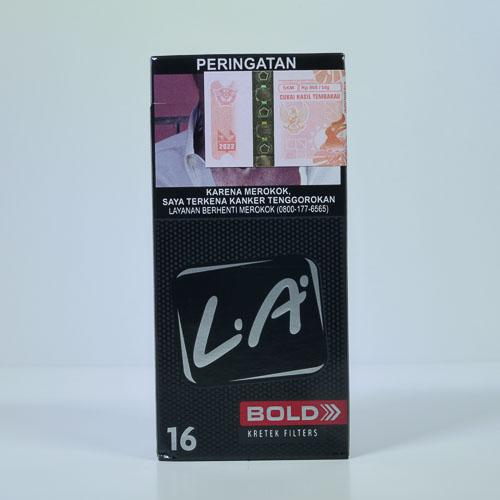 PERINGATAN
2022
SKM
CUKAI HASIL TEMBAKAU
KARENA MEROKOK,
SAYA TERKENA KANKER TENGGOROKAN
LAYANAN BERHENTI MEROKOK (0800-177-6565)
L.A.
BOLD
16
KRETEK FILTERS